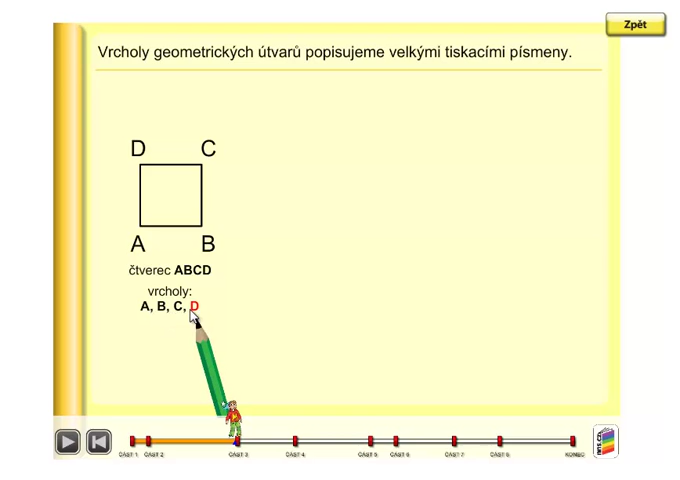 Zpět
Vrcholy geometrických útvarů popisujeme velkými tiskacími písmeny.
D C
A B
čtverec ABCD
vrcholy:
A, B, C, D
ČÁST 1 ČÁST 2 ČÁST 3 ČÁST 4 ČÁST 5 ČÁST 6 ČÁST 7 ČÁST 8 KONEC